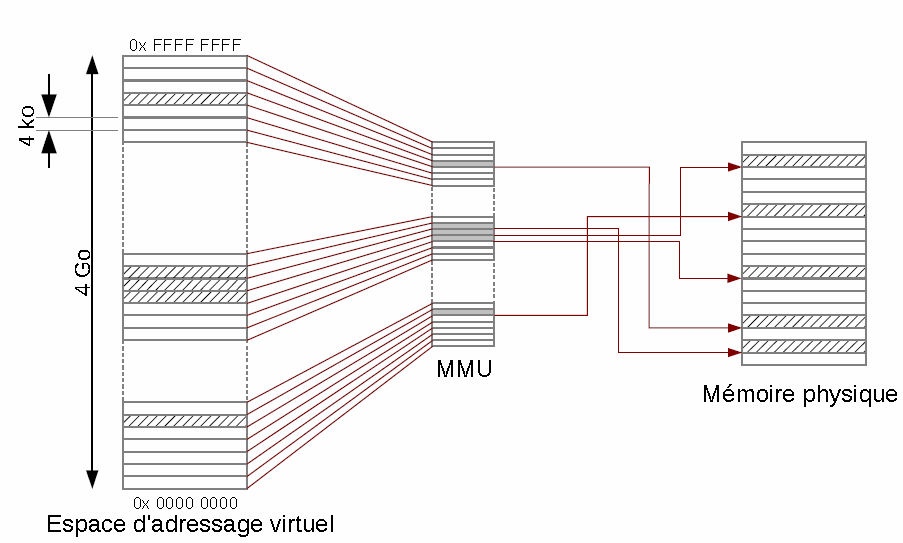 0x FFFF FFFF
4 ko
4 Go
MMU
Mémoire physique
0x 0000 0000
Espace d'adressage virtuel